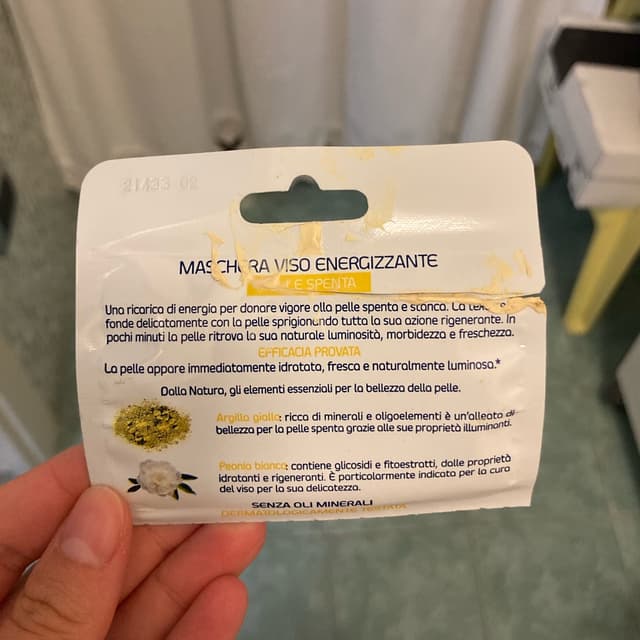 21433 02
MASCHERA VISO ENERGIZZANTE
E SPENTA
Una ricarica di energia per donare vigore alla pelle spenta e stanca. La
fonde delicatamente con la pelle sprigionando tutta la sua azione rigenerante. In
pochi minuti la pelle ritrova la sua naturale luminosità, morbidezza e freschezza.
EFFICACIA PROVATA
La pelle appare immediatamente idratata, fresca e naturalmente luminosa.*
Dalla Natura, gli elementi essenziali per la bellezza della pelle.
Argilla gialla: ricca di minerali e oligoelementi è un'alleata di
bellezza per la pelle spenta grazie alle sue proprietà illuminanti.
Peonia bianca: contiene glicosidi e fitoestratti, dalle proprietà
idratanti e rigeneranti. È particolarmente indicata per la cura
del viso per la sua delicatezza.
SENZA OLI MINERALI
DERMATOLOGICAMENTE TESTATA